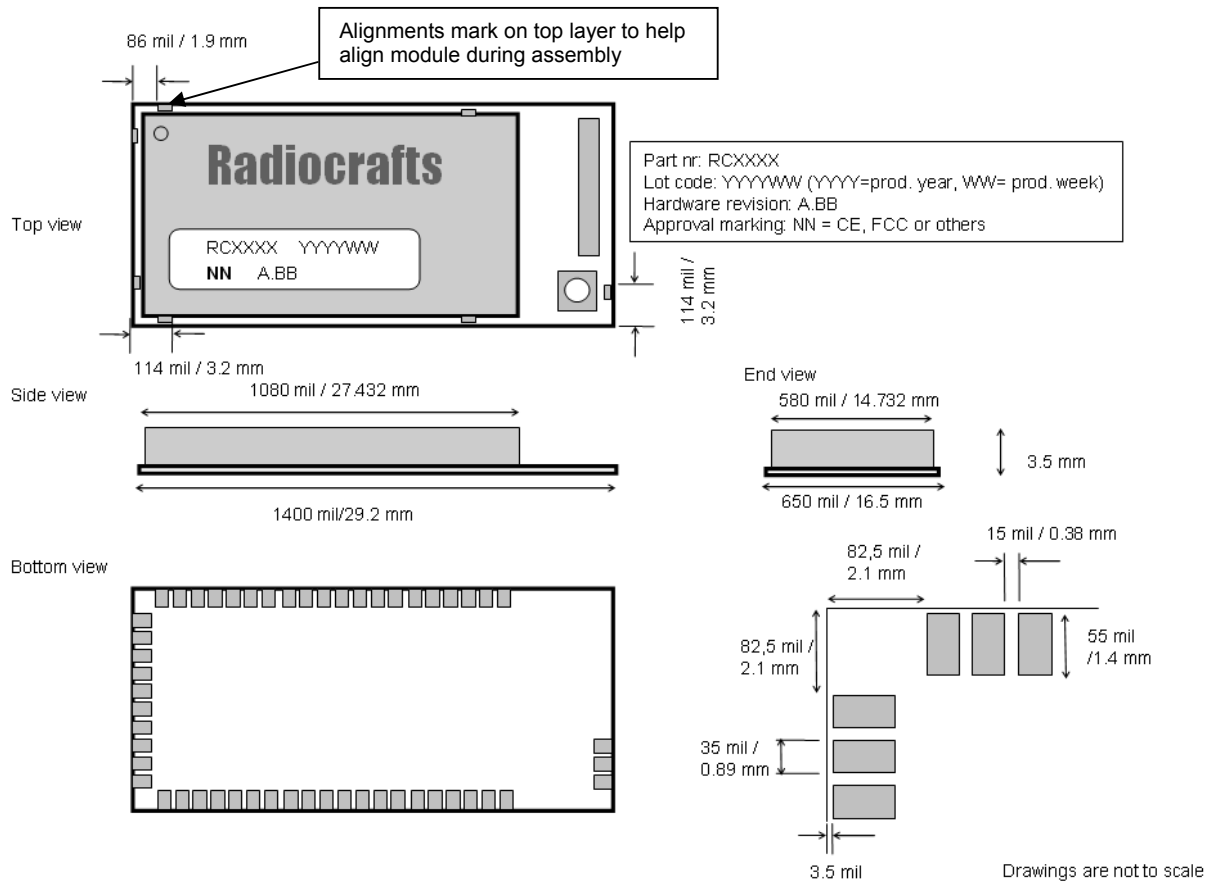 86 mil / 1.9 mm
Alignments mark on top layer to help
align module during assembly
Radiocrafts
Part nr: RCXXXX
Lot code: YYYYWW (YYYY=prod. year, WW= prod. week)
Hardware revision: A.BB
Approval marking: NN = CE, FCC or others
Top view
RCXXXX YYYYWW
NN A.BB
114 mil /
3.2 mm
114 mil / 3.2 mm
Side view
1080 mil / 27.432 mm
End view
580 mil / 14.732 mm
3.5 mm
1400 mil/29.2 mm
650 mil / 16.5 mm
15 mil / 0.38 mm
Bottom view
82,5 mil /
2.1 mm
82,5 mil /
2.1 mm
55 mil
/1.4 mm
35 mil /
0.89 mm
3.5 mil
Drawings are not to scale